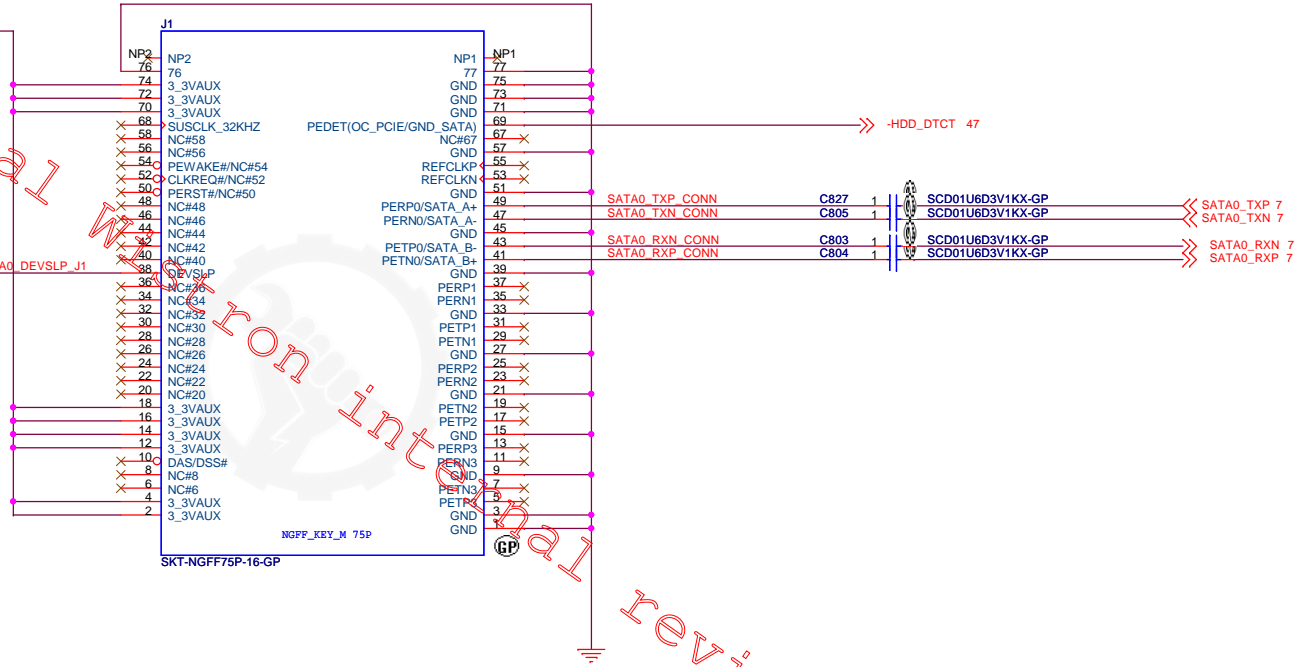 J1
NP2 NP2 NP1 NP1
76 76 77 77
74 3_3VAUX GND 75
72 3_3VAUX GND 73
70 3_3VAUX GND 71
68 SUSCLK_32KHZ PEDET(OC_PCIE/GND_SATA) 69 -HDD_DTCT 47
58 NC#58 NC#67 67
56 NC#56 GND 57
54 PEWAKE#/NC#54 REFCLKP 55
52 CLKREQ#/NC#52 REFCLKN 53
50 PERST#/NC#50 GND 51
48 NC#48 PERP0/SATA_A+ 49 SATA0_TXP_CONN C827 1 SCD01U6D3V1KX-GP SATA0_TXP 7
46 NC#46 PERN0/SATA_A- 47 SATA0_TXN_CONN C805 1 SCD01U6D3V1KX-GP SATA0_TXN 7
44 NC#44 GND 45
42 NC#42 PETP0/SATA_B- 43 SATA0_RXN_CONN C803 1 SCD01U6D3V1KX-GP SATA0_RXN 7
40 NC#40 PETN0/SATA_B+ 41 SATA0_RXP_CONN C804 1 SCD01U6D3V1KX-GP SATA0_RXP 7
A0_DEVSLP_J1 38 DEVSLP GND 39
36 NC#36 PERP1 37
34 NC#34 PERN1 35
32 NC#32 GND 33
30 NC#30 PETP1 31
28 NC#28 PETN1 29
26 NC#26 GND 27
24 NC#24 PERP2 25
22 NC#22 PERN2 23
20 NC#20 GND 21
18 3_3VAUX PETN2 19
16 3_3VAUX PETP2 17
14 3_3VAUX GND 15
12 3_3VAUX PERP3 13
10 DAS/DSS# PERN3 11
8 NC#8 GND 9
6 NC#6 PETN3 7
4 3_3VAUX PETP3 5
2 3_3VAUX GND 3
GND 1
NGFF_KEY_M 75P
GP
SKT-NGFF75P-16-GP
al Wistron internal revi